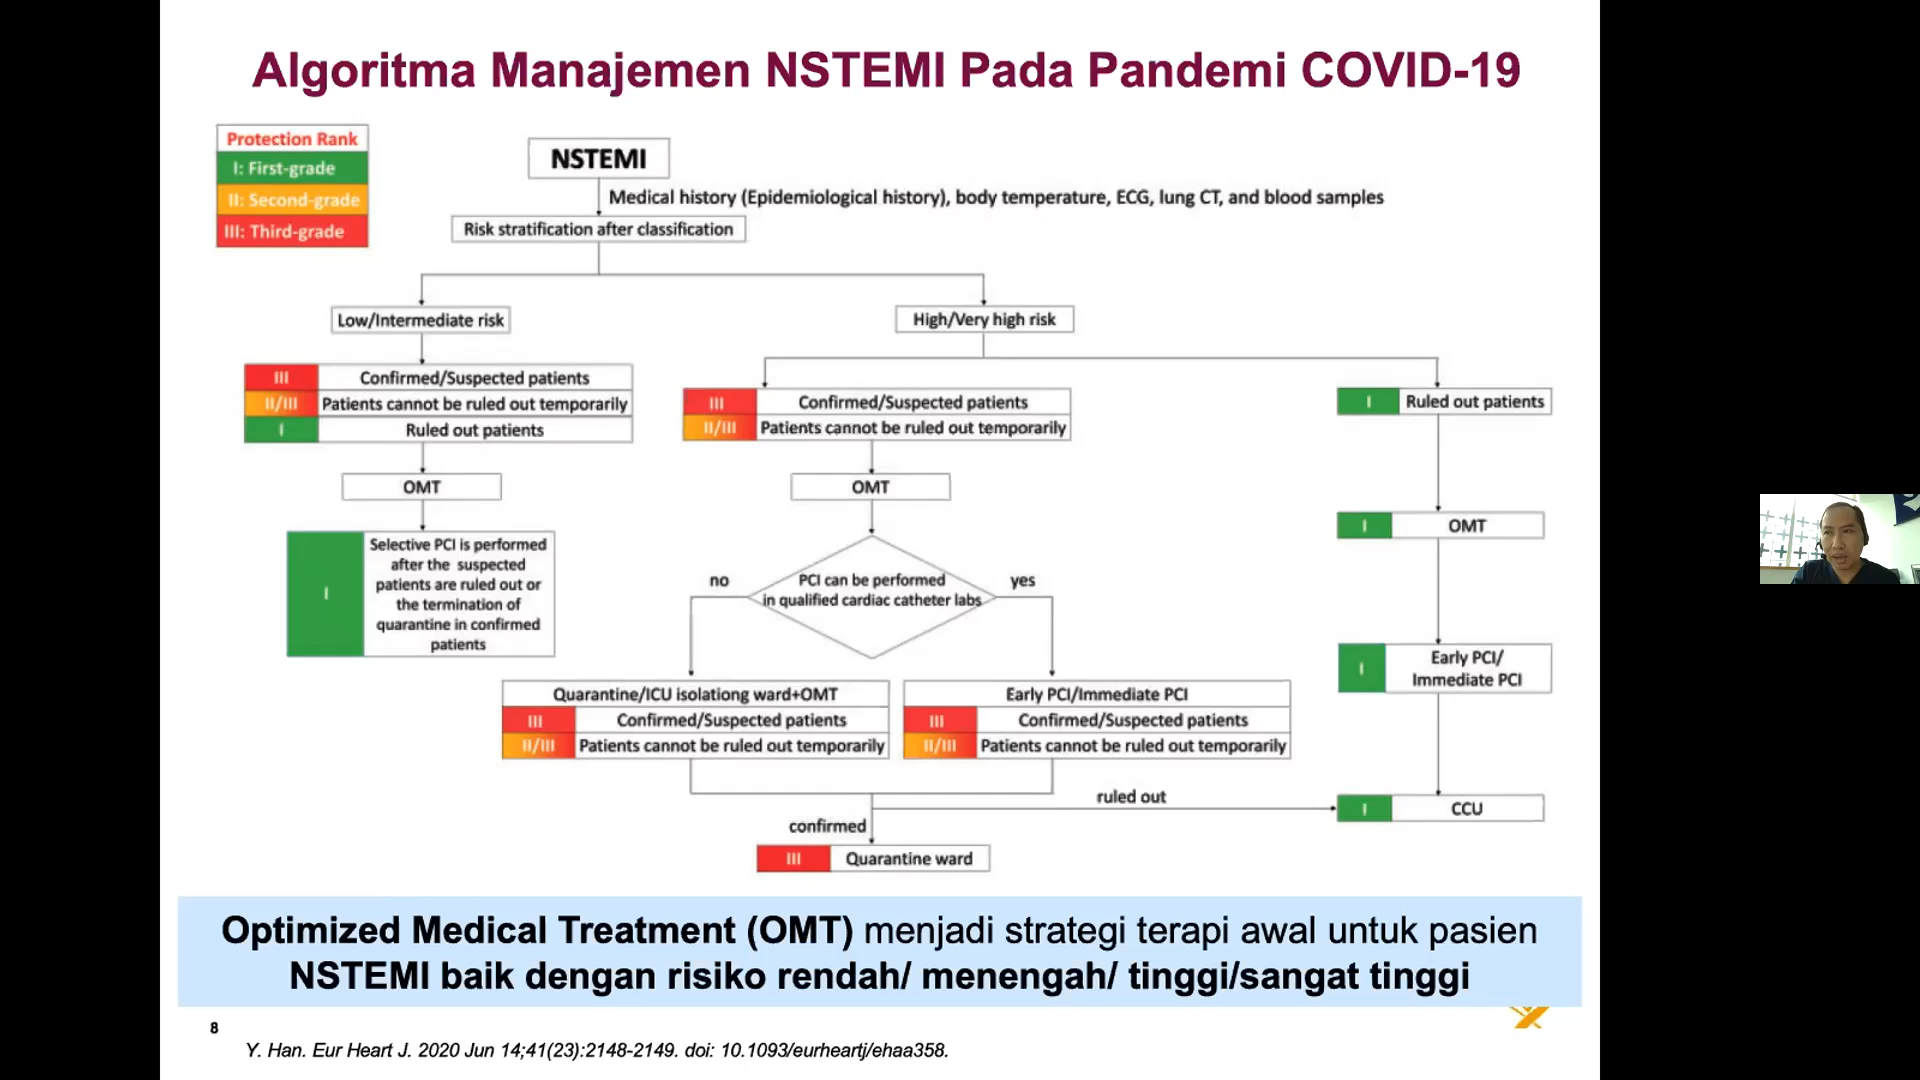 Algoritma Manajemen NSTEMI Pada Pandemi COVID-19
Protection Rank
I: First-grade
II: Second-grade
III: Third-grade
NSTEMI
Medical history (Epidemiological history), body temperature, ECG, lung CT, and blood samples
Risk stratification after classification
Low/Intermediate risk
High/Very high risk
III Confirmed/Suspected patients
II/III Patients cannot be ruled out temporarily
I Ruled out patients
III Confirmed/Suspected patients
II/III Patients cannot be ruled out temporarily
I Ruled out patients
OMT
OMT
I OMT
I
Selective PCI is performed
after the suspected
patients are ruled out or
the termination of
quarantine in confirmed
patients
no
PCI can be performed
in qualified cardiac catheter labs
yes
I
Early PCI/
Immediate PCI
Quarantine/ICU isolationg ward+OMT
III Confirmed/Suspected patients
II/III Patients cannot be ruled out temporarily
Early PCI/Immediate PCI
III Confirmed/Suspected patients
II/III Patients cannot be ruled out temporarily
ruled out
I CCU
confirmed
III Quarantine ward
Optimized Medical Treatment (OMT) menjadi strategi terapi awal untuk pasien
NSTEMI baik dengan risiko rendah/ menengah/ tinggi/sangat tinggi
8
Y. Han. Eur Heart J. 2020 Jun 14;41(23):2148-2149. doi: 10.1093/eurheartj/ehaa358.